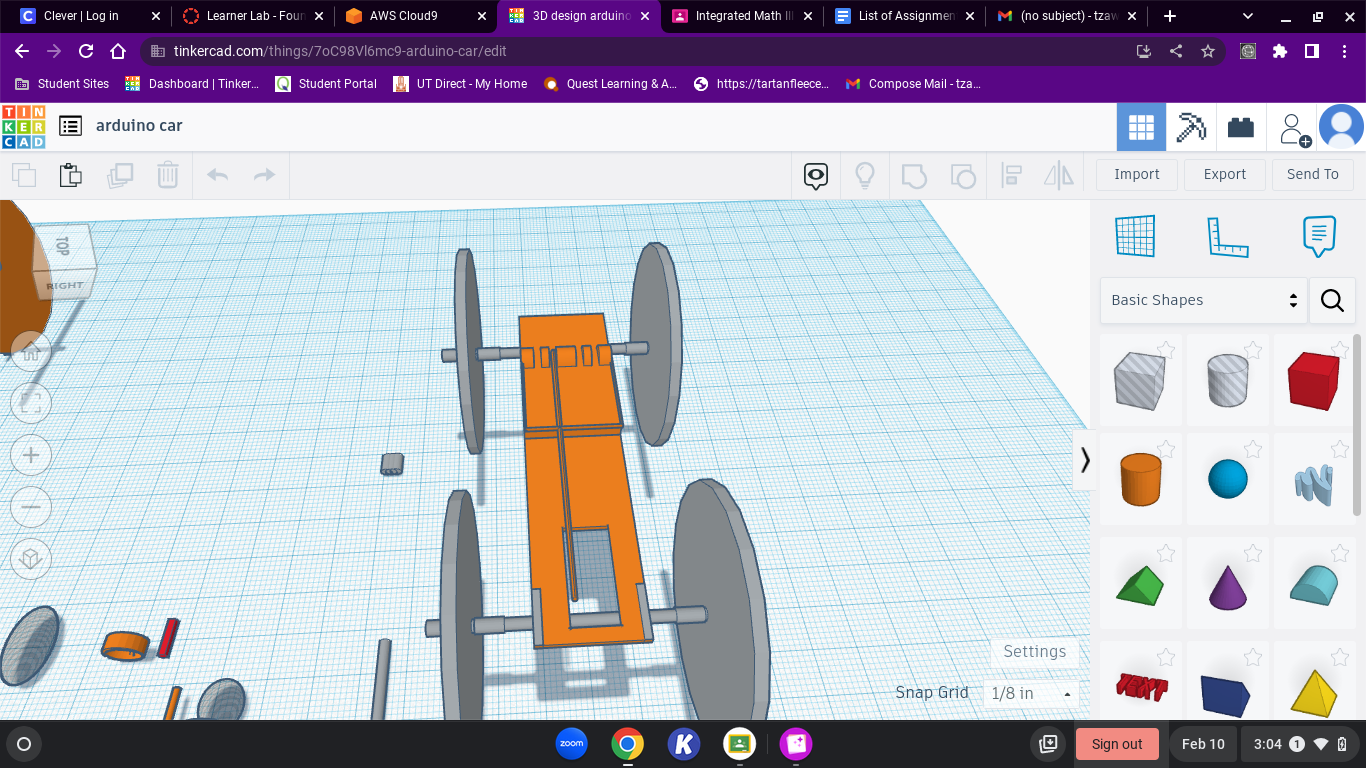 Clever | Log in
Learner Lab - Foun
AWS Cloud9
3D design arduino
Integrated Math III
List of Assignmen
(no subject) - tzaw
tinkercad.com/things/7oC98Vl6mc9-arduino-car/edit
Student Sites
Dashboard | Tinker...
Student Portal
UT Direct - My Home
Quest Learning & A...
https://tartanfleece...
Compose Mail - tza...
TIN
KER
CAD
arduino car
Import
Export
Send To
TOP
RIGHT
Basic Shapes
TEXT
Settings
Snap Grid
1/8 in
zoom
K
Sign out
Feb 10
3:04
1